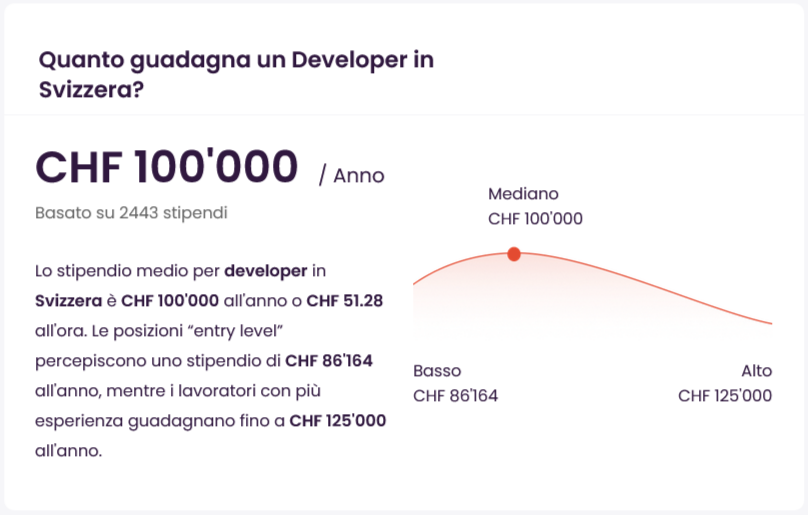 Quanto guadagna un Developer in
Svizzera?
CHF 100'000 / Anno
Basato su 2443 stipendi
Lo stipendio medio per developer in
Svizzera è CHF 100'000 all'anno o CHF 51.28
all'ora. Le posizioni “entry level”
percepiscono uno stipendio di CHF 86'164
all'anno, mentre i lavoratori con più
esperienza guadagnano fino a CHF 125'000
all'anno.
Mediano
CHF 100'000
Basso
CHF 86'164
Alto
CHF 125'000